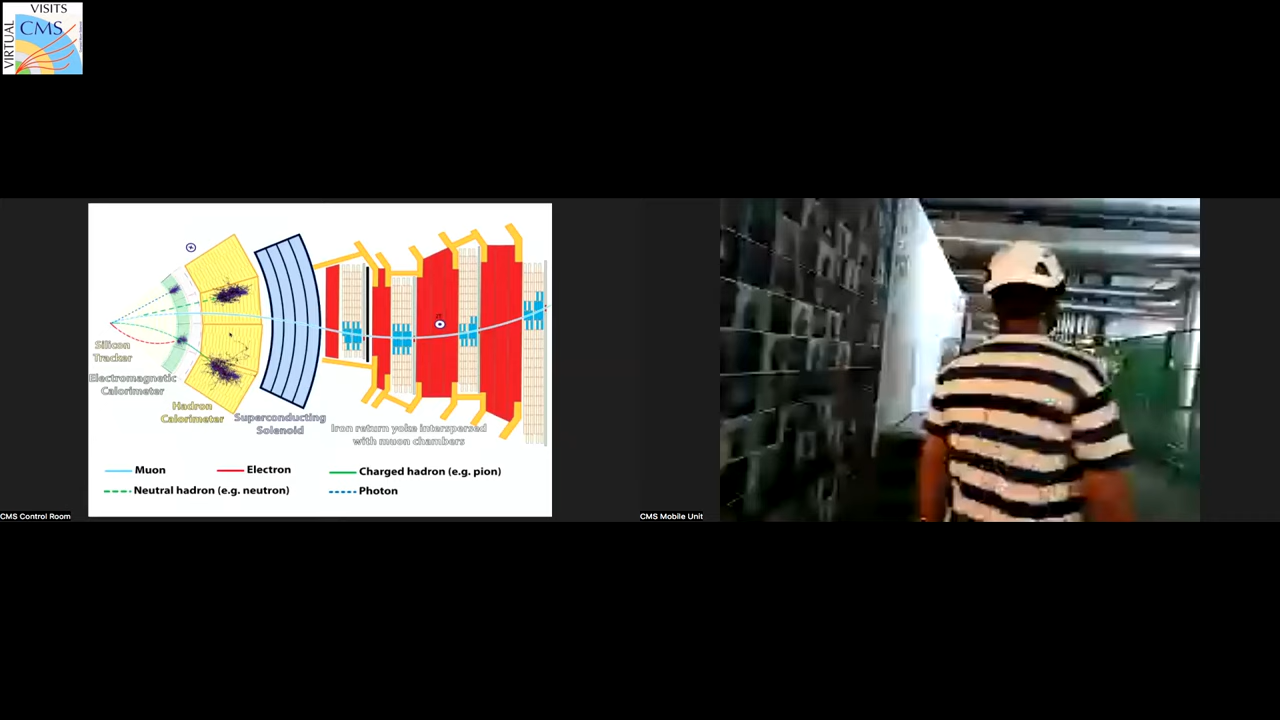 VISITS
CMS
VIRTUAL
Silicon
Tracker
Electromagnetic
Calorimeter
Hadron
Calorimeter
Superconducting
Solenoid
Iron return yoke interspersed
with muon chambers
Muon
Electron
Charged hadron (e.g. pion)
Neutral hadron (e.g. neutron)
Photon
CMS Control Room
CMS Mobile Unit